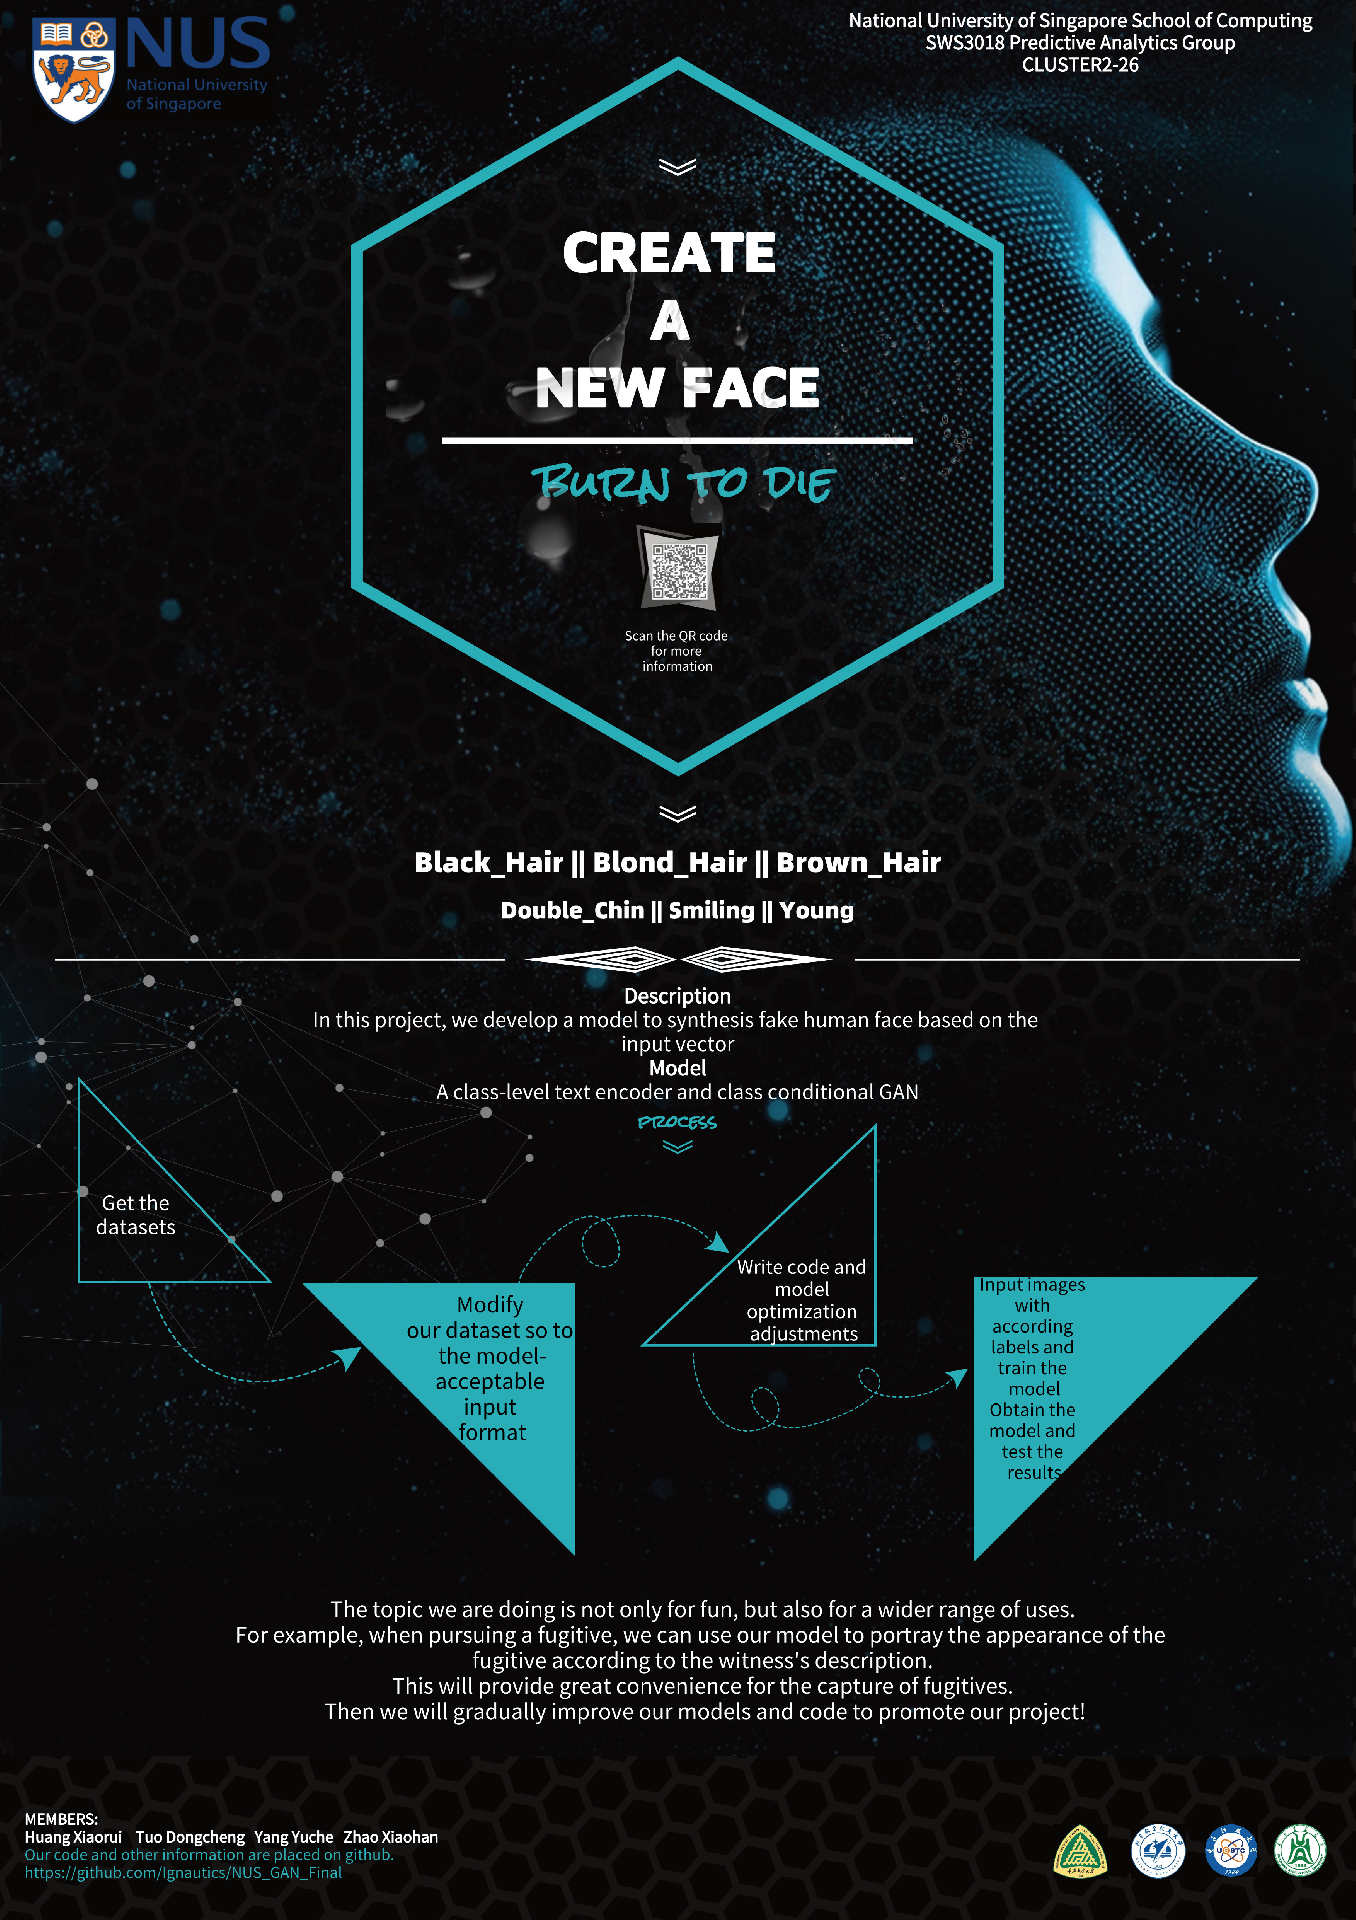 NUS
National University
of Singapore
National University of Singapore School of Computing
SWS3018 Predictive Analytics Group
CLUSTER2-26
CREATE
A
NEW FACE
BURN TO DIE
Scan the QR code
for more
information
Black_Hair || Blond_Hair || Brown_Hair
Double_Chin || Smiling || Young
Description
In this project, we develop a model to synthesis fake human face based on the
input vector
Model
A class-level text encoder and class conditional GAN
PROCESS
Get the
datasets
Modify
our dataset so to
the model-
acceptable
input
format
Write code and
model
optimization
adjustments
Input images
with
according
labels and
train the
model
Obtain the
model and
test the
results
The topic we are doing is not only for fun, but also for a wider range of uses.
For example, when pursuing a fugitive, we can use our model to portray the appearance of the
fugitive according to the witness's description.
This will provide great convenience for the capture of fugitives.
Then we will gradually improve our models and code to promote our project!
MEMBERS:
Huang Xiaorui Tuo Dongcheng Yang Yuche Zhao Xiaohan
Our code and other information are placed on github.
https://github.com/Ignautics/NUS_GAN_Final